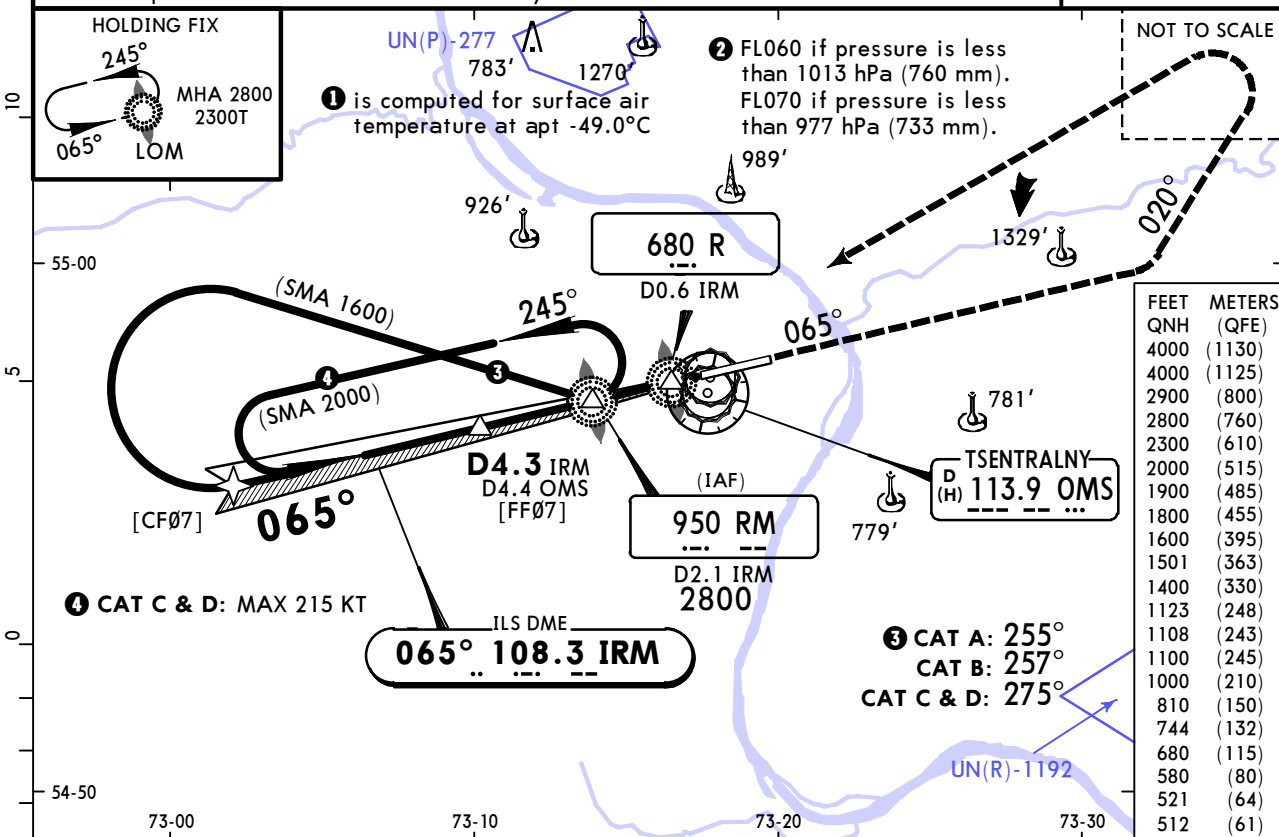 HOLDING FIX
245°
MHA 2800
2300T
065°
LOM
UN(P)-277
783'
1270'
❶ is computed for surface air
temperature at apt -49.0°C
❷ FL060 if pressure is less
than 1013 hPa (760 mm).
FL070 if pressure is less
than 977 hPa (733 mm).
NOT TO SCALE
10
989'
926'
680 R
D0.6 IRM
1329'
020°
55-00
(SMA 1600)
245°
065°
❸
❹
(SMA 2000)
5
781'
D4.3 IRM
D4.4 OMS
[FFØ7]
(IAF)
950 RM
D2.1 IRM
2800
TSENTRALNY
D
(H) 113.9 OMS
779'
[CFØ7]
065°
❹ CAT C & D: MAX 215 KT
ILS DME
065° 108.3 IRM
0
❸ CAT A: 255°
CAT B: 257°
CAT C & D: 275°
UN(R)-1192
54-50
73-00
73-10
73-20
73-30
FEET METERS
QNH (QFE)
4000 (1130)
4000 (1125)
2900 (800)
2800 (760)
2300 (610)
2000 (515)
1900 (485)
1800 (455)
1600 (395)
1501 (363)
1400 (330)
1123 (248)
1108 (243)
1100 (245)
1000 (210)
810 (150)
744 (132)
680 (115)
580 (80)
521 (64)
512 (61)